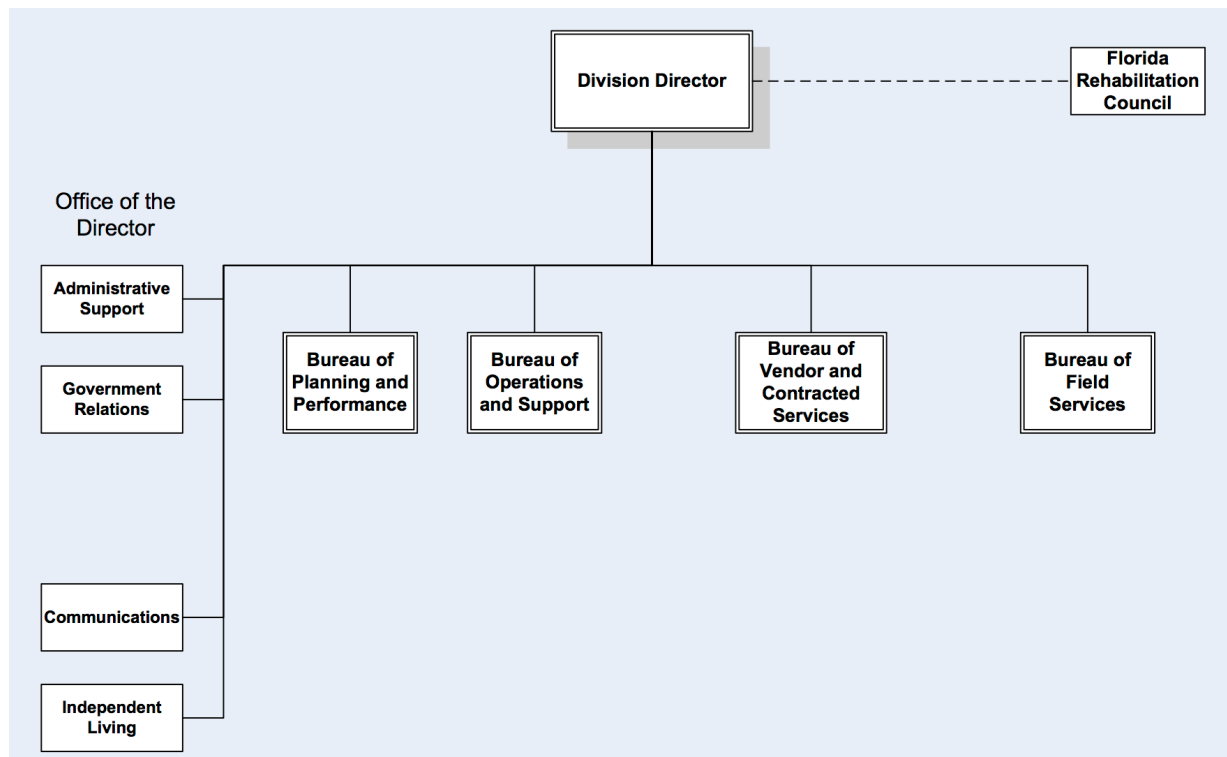 Division Director
Florida
Rehabilitation
Council
Office of the
Director
Administrative
Support
Government
Relations
Communications
Independent
Living
Bureau of
Planning and
Performance
Bureau of
Operations
and Support
Bureau of
Vendor and
Contracted
Services
Bureau of
Field
Services